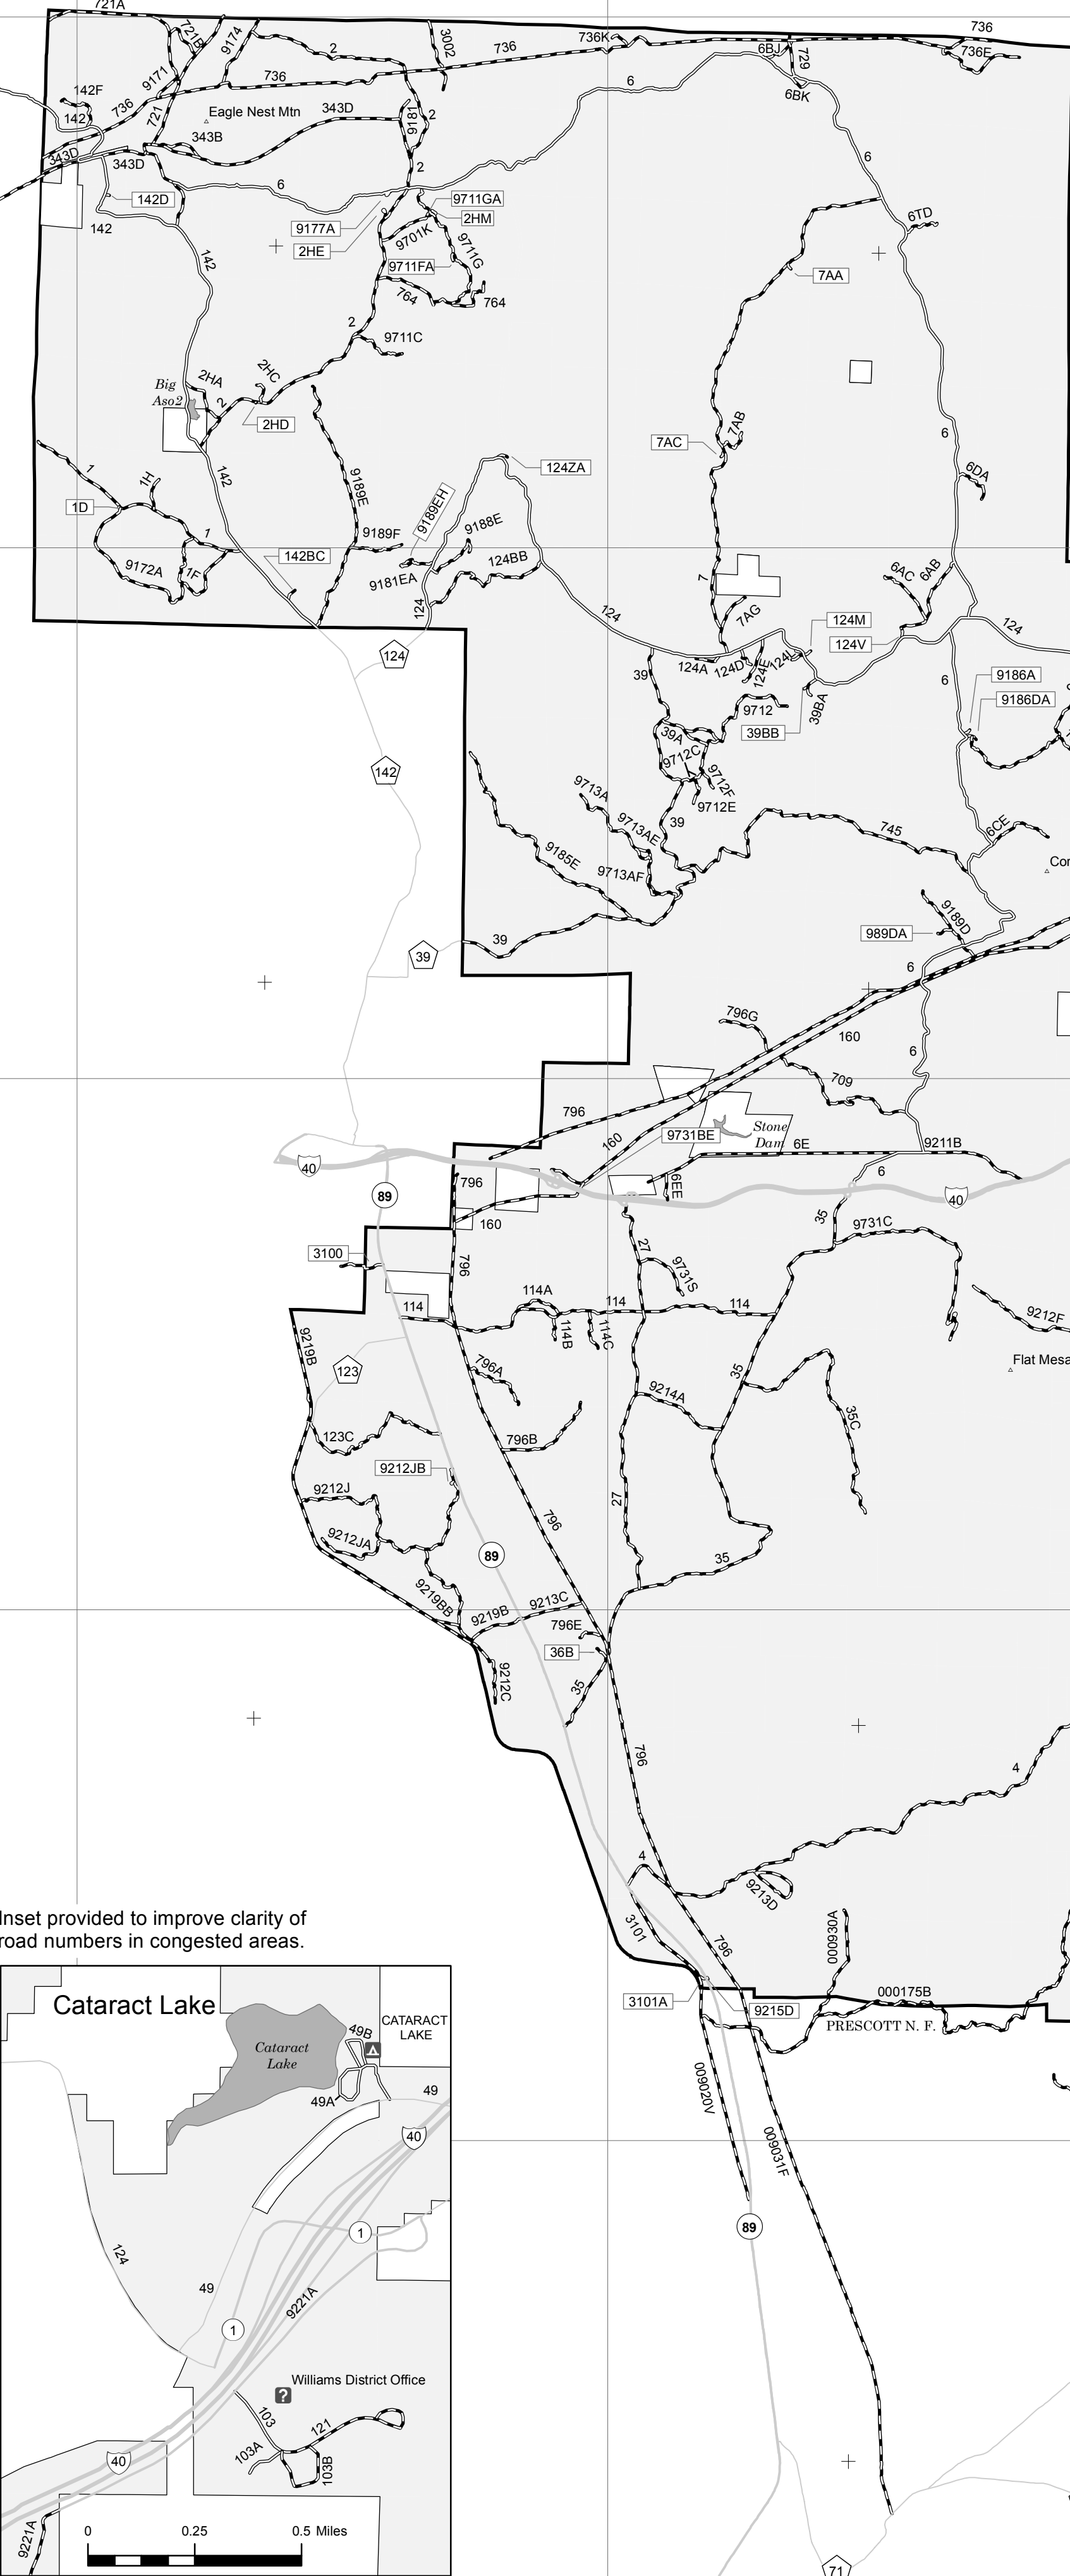 721A
721B
9174
2
3002
736
736K
6BJ
729
736
736E
9171
736
142F
142
736
721
Eagle Nest Mtn
343D
9181
2
6
6BK
343B
343D
343D
2
6
6
142D
9711GA
2HM
142
9177A
2HE
9701K
9711G
6TD
142
9711FA
764
764
7AA
2
9711C
Big
Aso2
2HA
2HC
2
2HD
7AB
7AC
6
1
142
9189E
124ZA
6DA
1H
1D
9189EH
9188E
1
9189F
142BC
124BB
9172A
1F
9181EA
124
7
6AC
6AB
124
7AG
124M
124V
124
124
39
124A
124D
124E
124L
6
9186A
9186DA
39BA
9712
39BB
142
39A
9712C
9712F
9712E
9713A
9713AE
39
745
6CE
9185E
9713AF
Cor
9189D
989DA
39
39
6
796G
160
6
709
796
Stone
Dam
160
9731BE
6E
9211B
40
6
89
796
6EE
40
160
35
9731C
3100
27
796
9731S
114A
114
114
114
9212F
9219B
114B
114C
Flat Mesa
123
796A
35
9214A
35C
123C
796B
9212JB
9212J
27
796
9212JA
89
35
9219BB
9219B
9213C
796E
36B
9212C
35
796
4
4
9213D
Inset provided to improve clarity of
road numbers in congested areas.
3101
000930A
796
000175B
3101A
9215D
PRESCOTT N. F.
Cataract Lake
CATARACT
LAKE
49B
Cataract
Lake
49A
49
009020V
40
009031F
89
1
124
49
9221A
1
Williams District Office
103
121
103A
103B
40
9221A
0
0.25
0.5 Miles
71